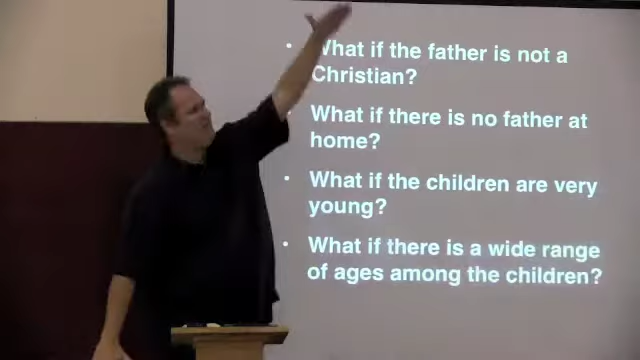 • What if the father is not a
Christian?
• What if there is no father at
home?
• What if the children are very
young?
• What if there is a wide range
of ages among the children?